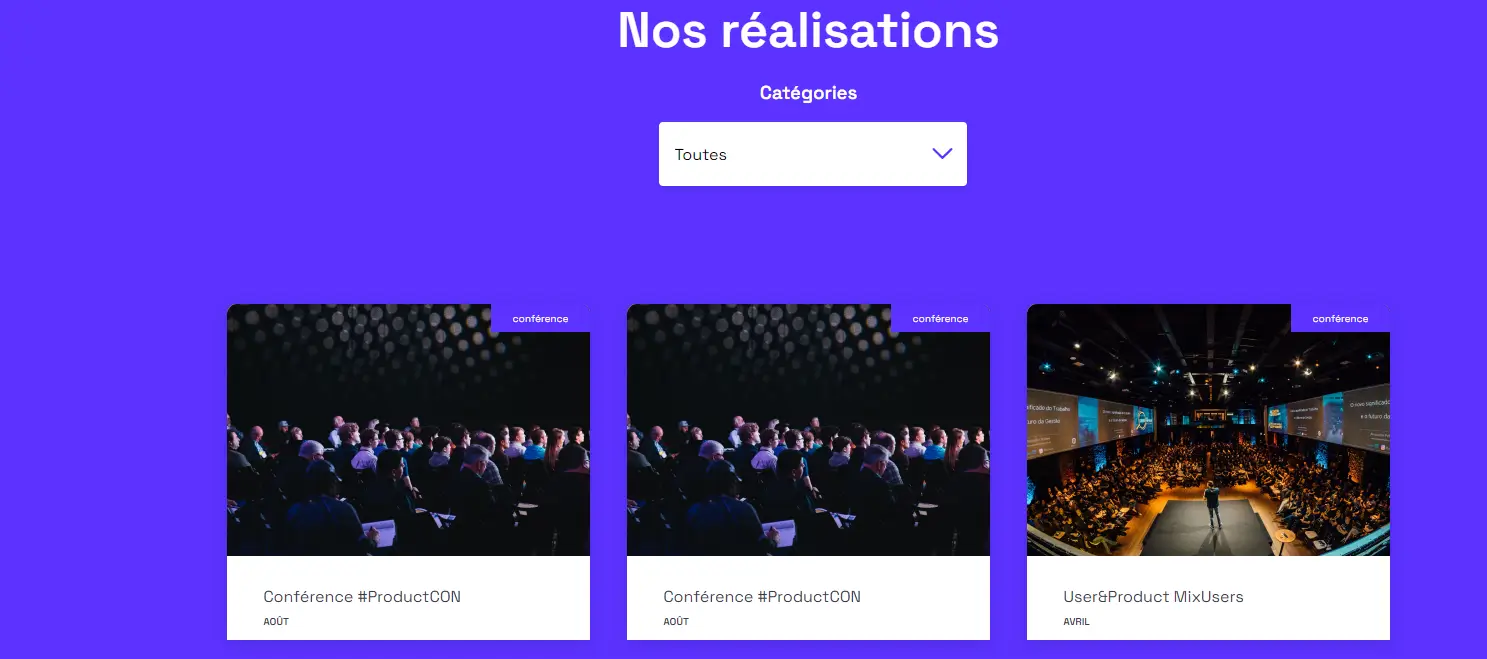 Nos réalisations
Catégories
Toutes
conférence
conférence
conférence
Conférence #ProductCON
AOÛT
Conférence #ProductCON
AOÛT
User&Product MixUsers
AVRIL